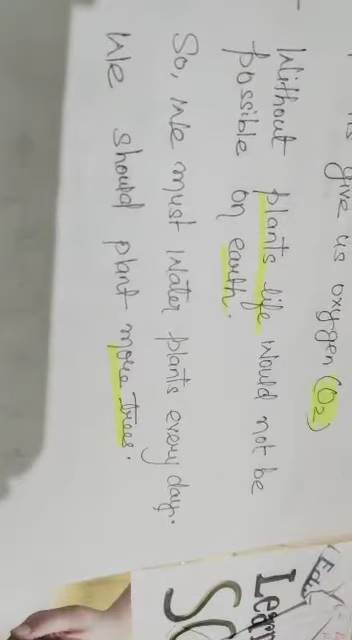 give us oxygen (O₂)
Without plants life would not be
possible on earth.
So, we must water plants every day.
We should plant more trees.